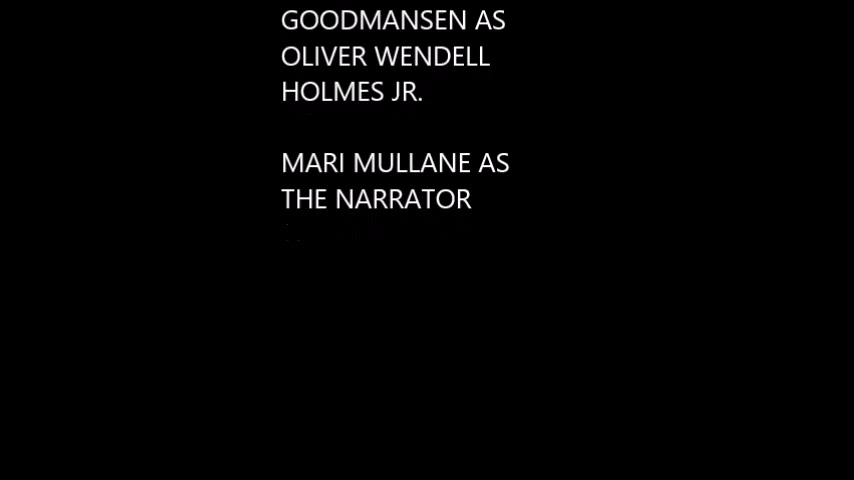 GOODMANSEN AS
OLIVER WENDELL
HOLMES JR.
MARI MULLANE AS
THE NARRATOR